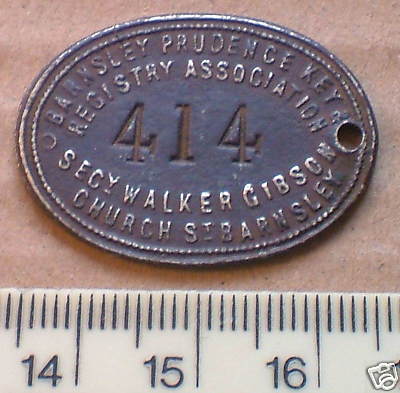 BARNSLEY PRUDENCE KEY &
REGISTRY ASSOCIATION
414
SECY WALKER GIBSON
CHURCH ST BARNSLEY
14 15 16